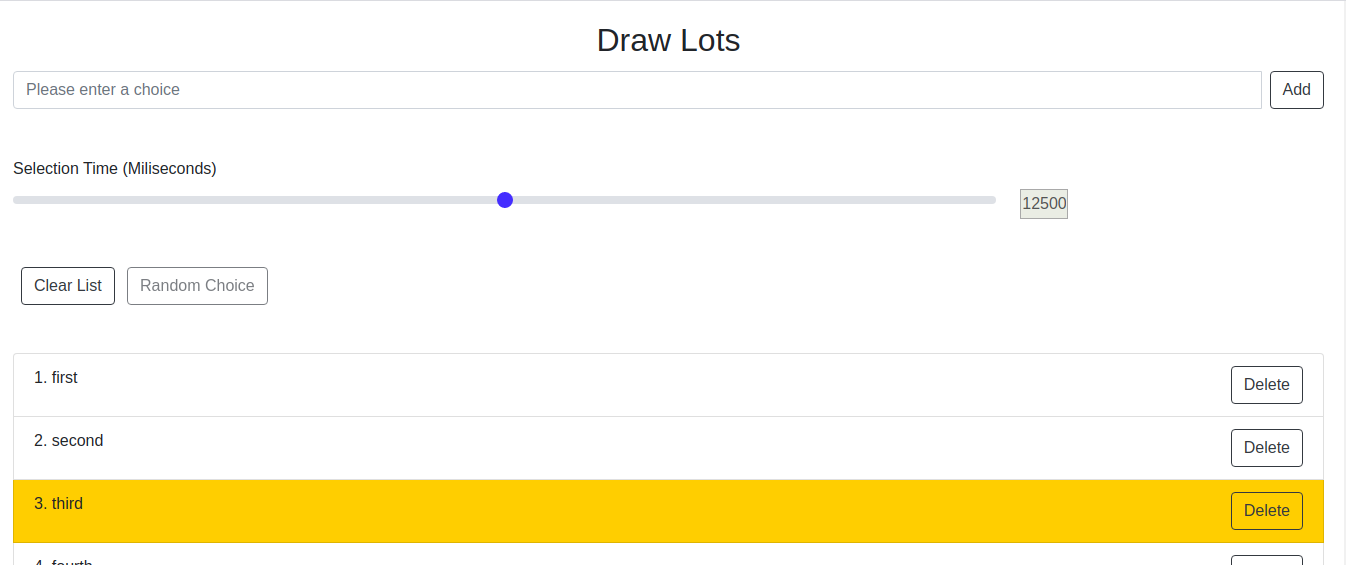 Draw Lots
Please enter a choice Add
Selection Time (Miliseconds)
12500
Clear List Random Choice
1. first Delete
2. second Delete
3. third Delete
4. fourth